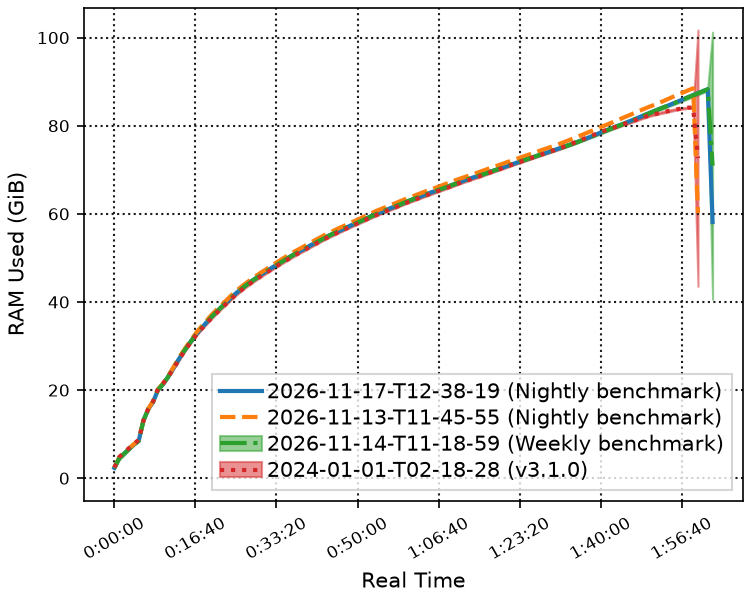 100
80
60
40
20
0
RAM Used (GiB)
2026-11-17-T12-38-19 (Nightly benchmark)
2026-11-13-T11-45-55 (Nightly benchmark)
2026-11-14-T11-18-59 (Weekly benchmark)
2024-01-01-T02-18-28 (v3.1.0)
0:00:00
0:16:40
0:33:20
0:50:00
1:06:40
1:23:20
1:40:00
1:56:40
Real Time